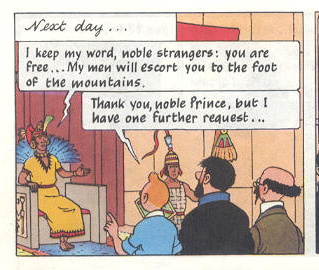 Next day...
I keep my word, noble strangers: you are
free... My men will escort you to the foot
of the mountains.
Thank you, noble Prince, but I
have one further request...